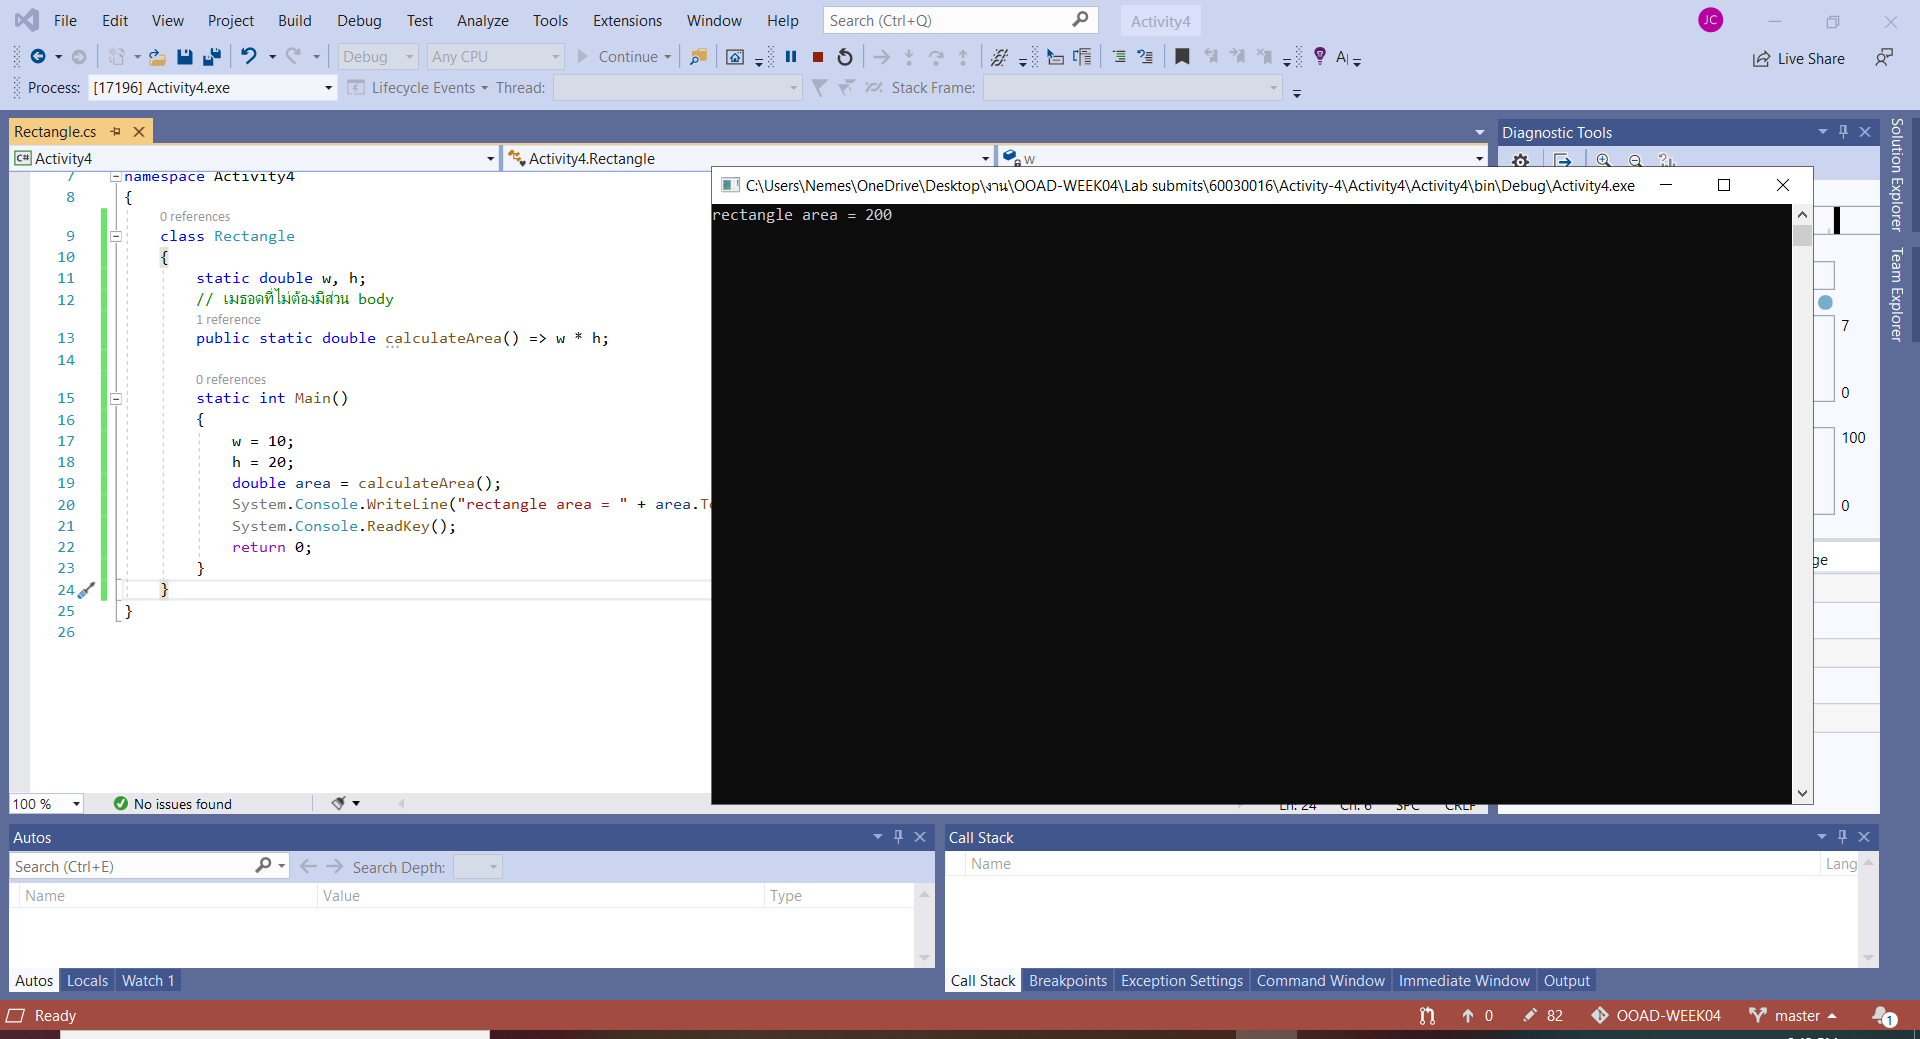 File Edit View Project Build Debug Test Analyze Tools Extensions Window Help Search (Ctrl+Q) Activity4 JC
Debug Any CPU Continue Live Share
Process: [17196] Activity4.exe Lifecycle Events Thread: Stack Frame:
Rectangle.cs
Diagnostic Tools
C# Activity4 Activity4.Rectangle w
C:\Users\Nemes\OneDrive\Desktop\งาน\OOAD-WEEK04\Lab submits\60030016\Activity-4\Activity4\Activity4\bin\Debug\Activity4.exe
rectangle area = 200
7 namespace Activity4
8 {
0 references
9 class Rectangle
10 {
11 static double w, h;
12 // เมธอดที่ไม่ต้องมีส่วน body
1 reference
13 public static double calculateArea() => w * h;
14
0 references
15 static int Main()
16 {
17 w = 10;
18 h = 20;
19 double area = calculateArea();
20 System.Console.WriteLine("rectangle area = " + area.T
21 System.Console.ReadKey();
22 return 0;
23 }
24 }
25 }
26
Solution Explorer
Team Explorer
7
0
100
0
ge
100 % No issues found Ln: 24 Ch: 6 SPC CRLF
Autos
Search (Ctrl+E) Search Depth:
Name Value Type
Autos Locals Watch 1
Call Stack
Name Lang
Call Stack Breakpoints Exception Settings Command Window Immediate Window Output
Ready 0 82 OOAD-WEEK04 master 1